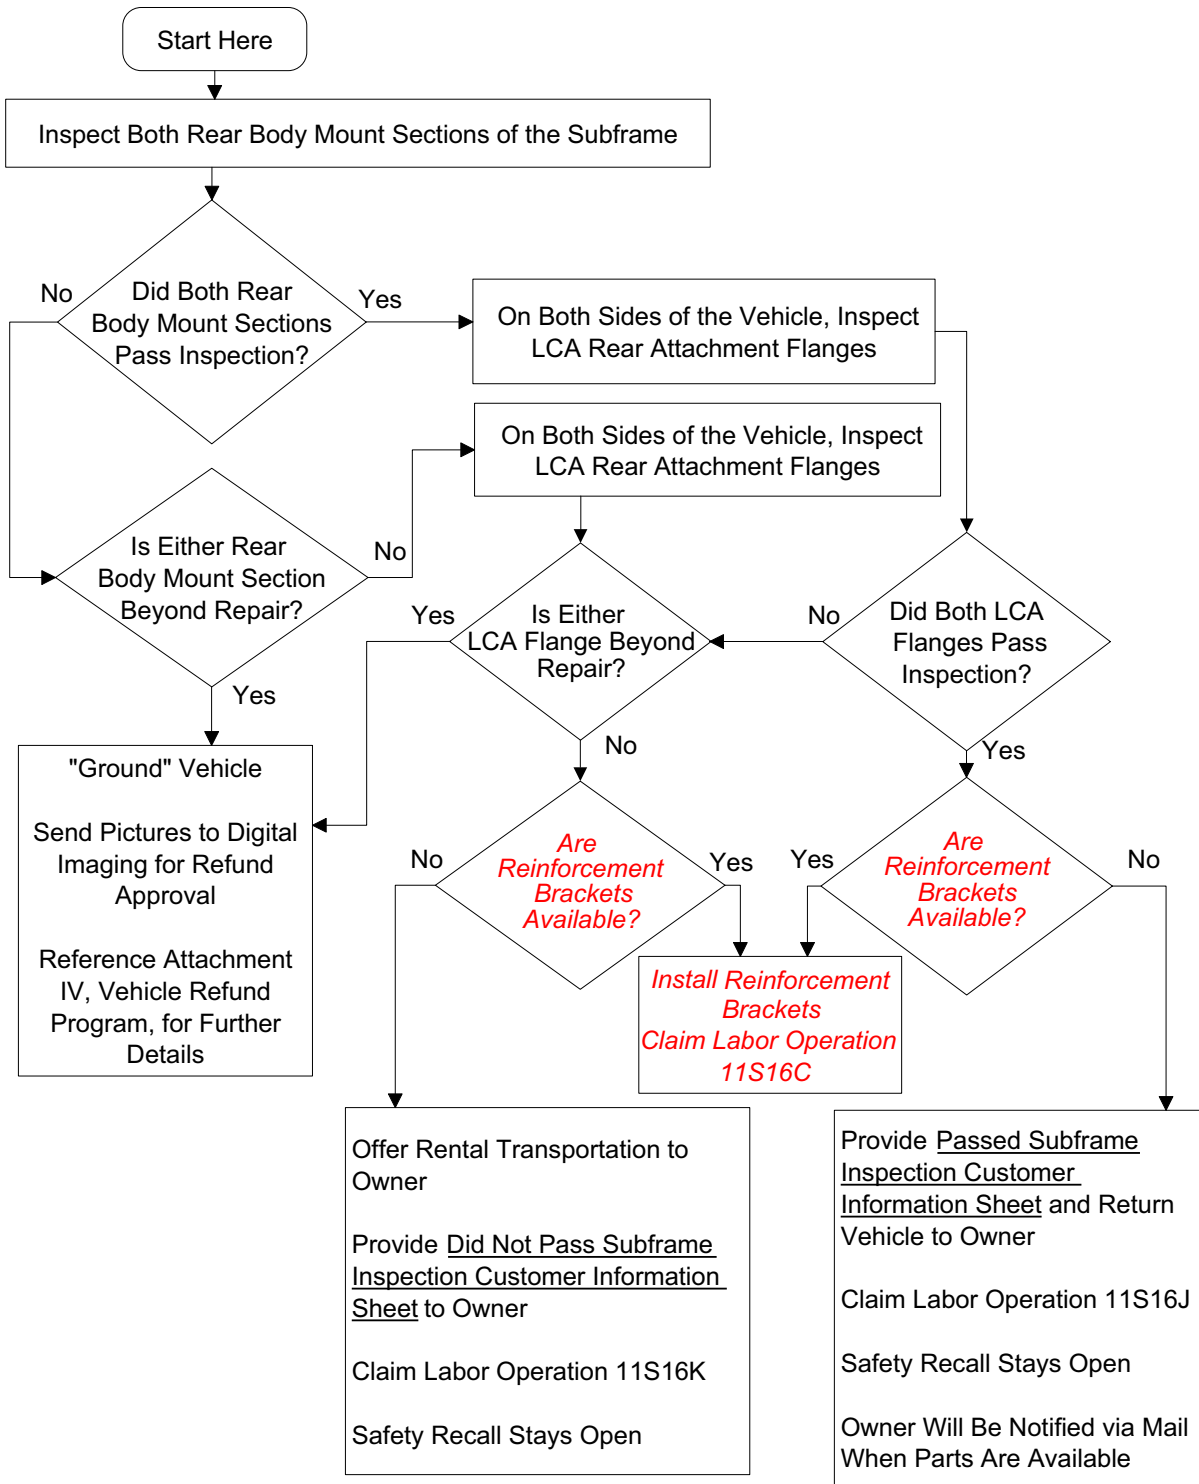 Start Here
Inspect Both Rear Body Mount Sections of the Subframe
No
Did Both Rear
Body Mount Sections
Pass Inspection?
Yes
On Both Sides of the Vehicle, Inspect
LCA Rear Attachment Flanges
On Both Sides of the Vehicle, Inspect
LCA Rear Attachment Flanges
Is Either Rear
Body Mount Section
Beyond Repair?
No
Yes
Yes
Is Either
LCA Flange Beyond
Repair?
No
No
Did Both LCA
Flanges Pass
Inspection?
Yes
"Ground" Vehicle
Send Pictures to Digital
Imaging for Refund
Approval
Reference Attachment
IV, Vehicle Refund
Program, for Further
Details
No
Are
Reinforcement
Brackets
Available?
Yes
Yes
Are
Reinforcement
Brackets
Available?
No
Install Reinforcement
Brackets
Claim Labor Operation
11S16C
Offer Rental Transportation to
Owner
Provide Did Not Pass Subframe
Inspection Customer Information
Sheet to Owner
Claim Labor Operation 11S16K
Safety Recall Stays Open
Provide Passed Subframe
Inspection Customer
Information Sheet and Return
Vehicle to Owner
Claim Labor Operation 11S16J
Safety Recall Stays Open
Owner Will Be Notified via Mail
When Parts Are Available